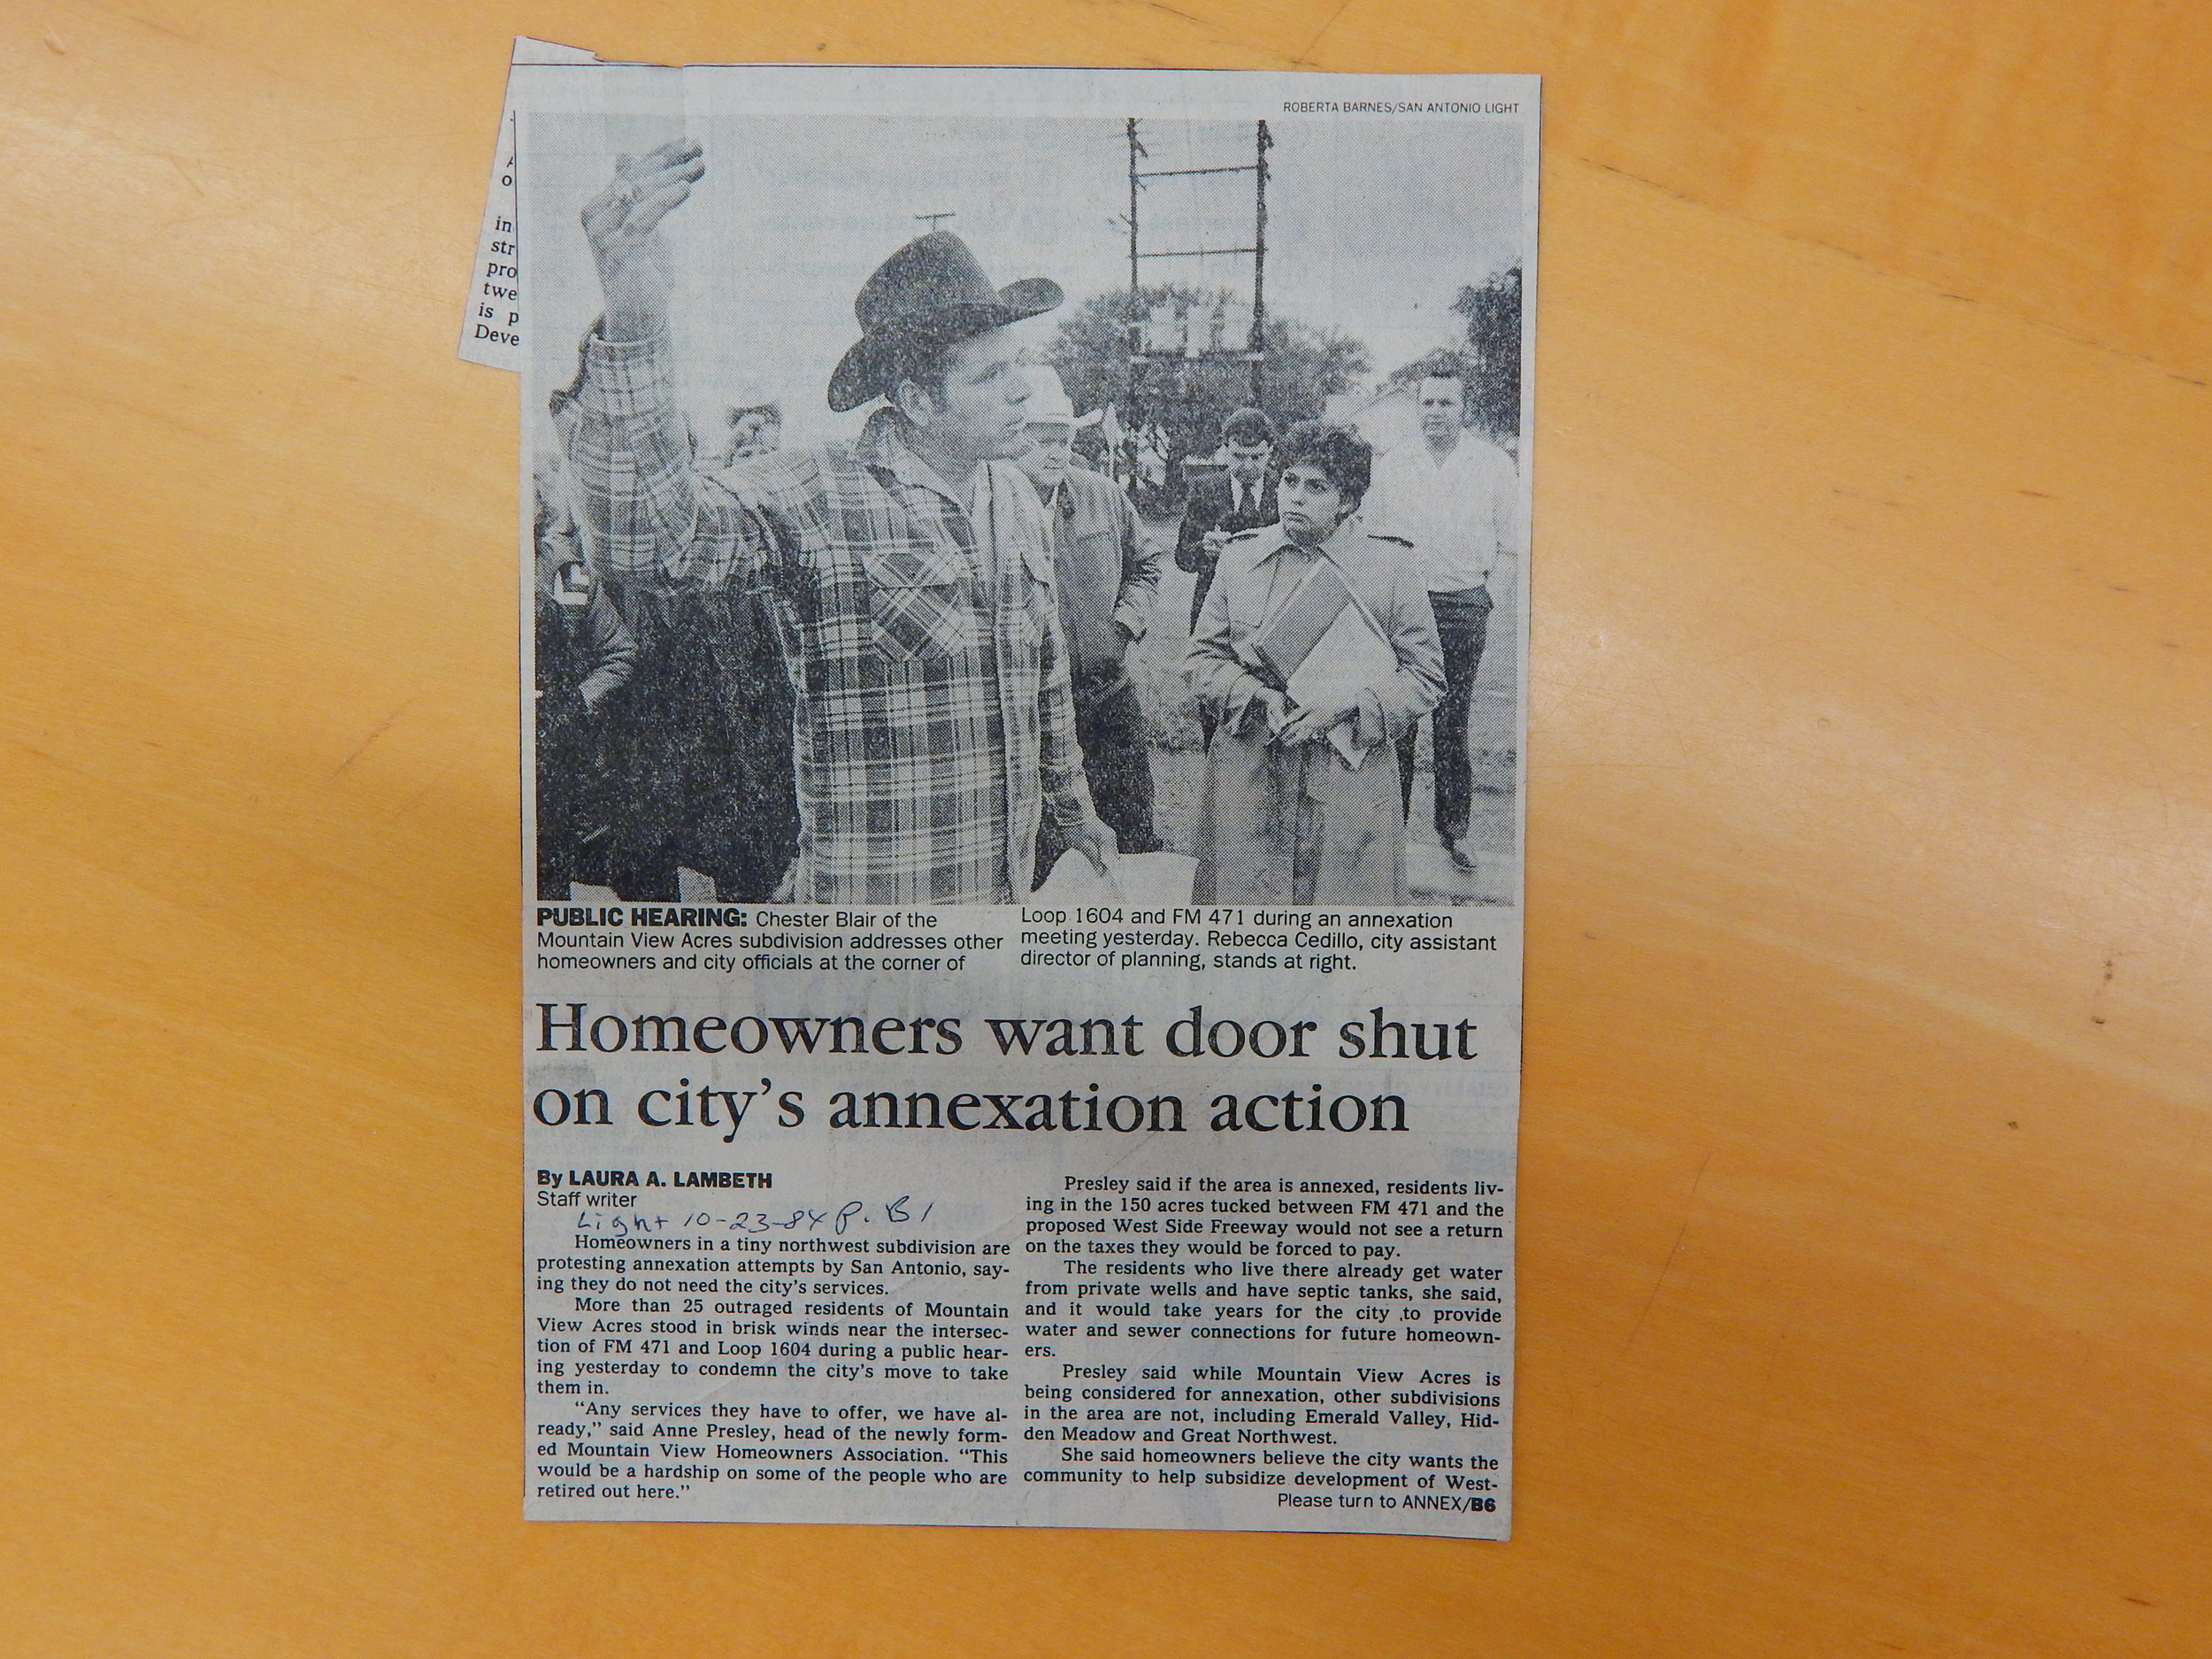 o
in
str
pro
twe
is p
Deve
ROBERTA BARNES/SAN ANTONIO LIGHT
PUBLIC HEARING: Chester Blair of the
Mountain View Acres subdivision addresses other
homeowners and city officials at the corner of
Loop 1604 and FM 471 during an annexation
meeting yesterday. Rebecca Cedillo, city assistant
director of planning, stands at right.
Homeowners want door shut
on city's annexation action
By LAURA A. LAMBETH
Staff writer
Light 10-23-84 P. B1
Homeowners in a tiny northwest subdivision are
protesting annexation attempts by San Antonio, say-
ing they do not need the city's services.
More than 25 outraged residents of Mountain
View Acres stood in brisk winds near the intersec-
tion of FM 471 and Loop 1604 during a public hear-
ing yesterday to condemn the city's move to take
them in.
"Any services they have to offer, we have al-
ready," said Anne Presley, head of the newly form-
ed Mountain View Homeowners Association. "This
would be a hardship on some of the people who are
retired out here."
Presley said if the area is annexed, residents liv-
ing in the 150 acres tucked between FM 471 and the
proposed West Side Freeway would not see a return
on the taxes they would be forced to pay.
The residents who live there already get water
from private wells and have septic tanks, she said,
and it would take years for the city to provide
water and sewer connections for future homeown-
ers.
Presley said while Mountain View Acres is
being considered for annexation, other subdivisions
in the area are not, including Emerald Valley, Hid-
den Meadow and Great Northwest.
She said homeowners believe the city wants the
community to help subsidize development of West-
Please turn to ANNEX/B6